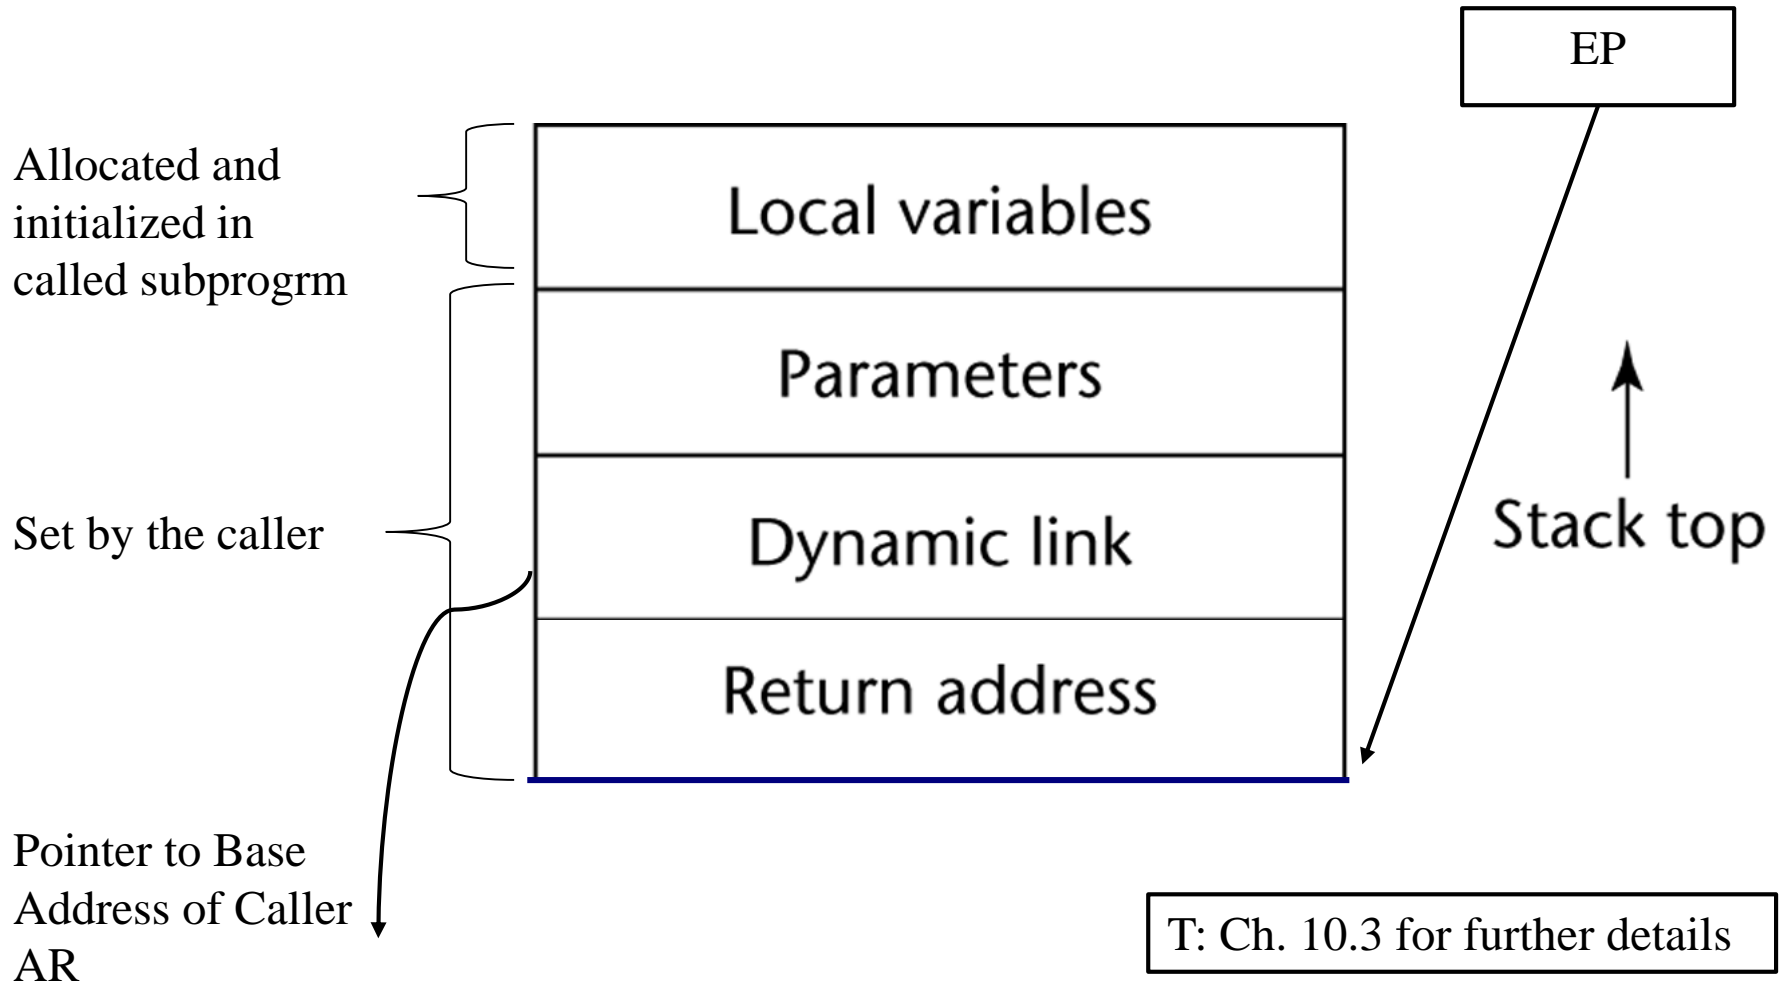 EP
Allocated and
initialized in
called subprogrm
Local variables
Parameters
Set by the caller
Dynamic link
Stack top
Return address
Pointer to Base
Address of Caller
AR
T: Ch. 10.3 for further details